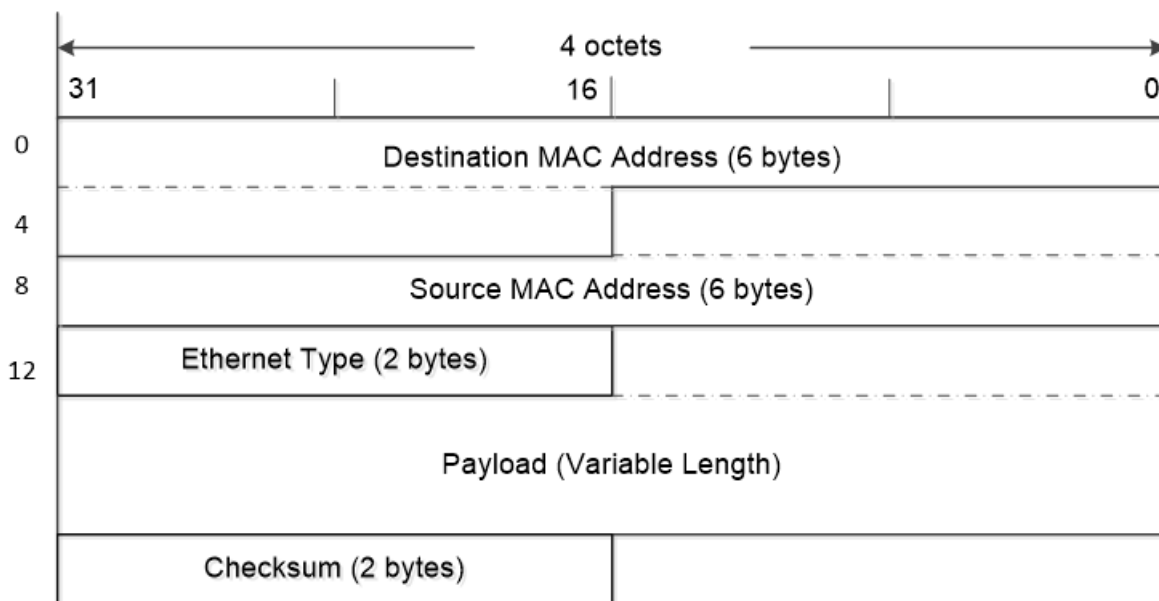 4 octets
31 16 0
0 Destination MAC Address (6 bytes)
4
8 Source MAC Address (6 bytes)
Ethernet Type (2 bytes)
12
Payload (Variable Length)
Checksum (2 bytes)